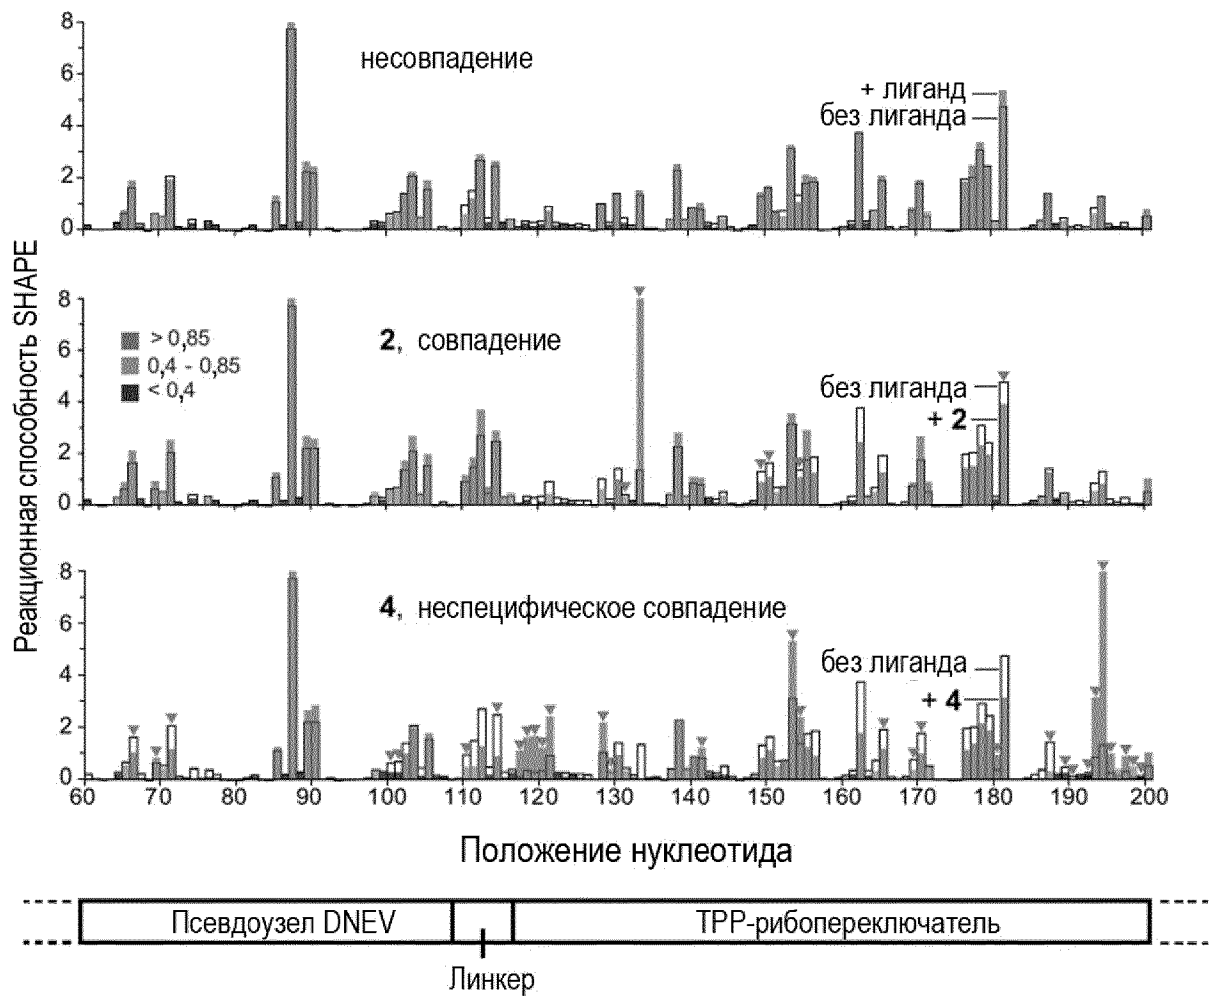 Реакционная способность SHAPE
8
6
4
2
0
несовпадение
+ лиганд
без лиганда
8
6
4
2
0
> 0,85
0,4 - 0,85
< 0,4
2, совпадение
без лиганда
+ 2
8
6
4
2
0
4, неспецифическое совпадение
без лиганда
+ 4
60 70 80 90 100 110 120 130 140 150 160 170 180 190 200
Положение нуклеотида
Псевдоузел DNEV
ТРР-рибопереключатель
Линкер